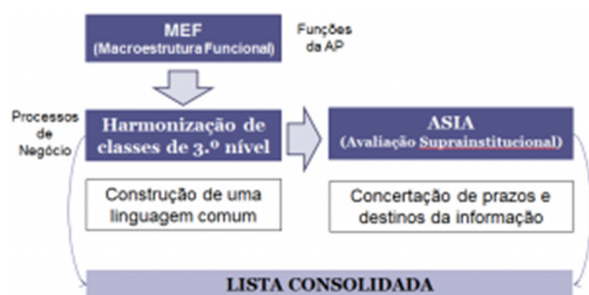 MEF
(Macroestrutura Funcional)
Funções
da AP
Processos
de
Negócio
Harmonização de
classes de 3.º nível
ASIA
(Avaliação Suprainstitucional)
Construção de uma
linguagem comum
Concertação de prazos e
destinos da informação
LISTA CONSOLIDADA